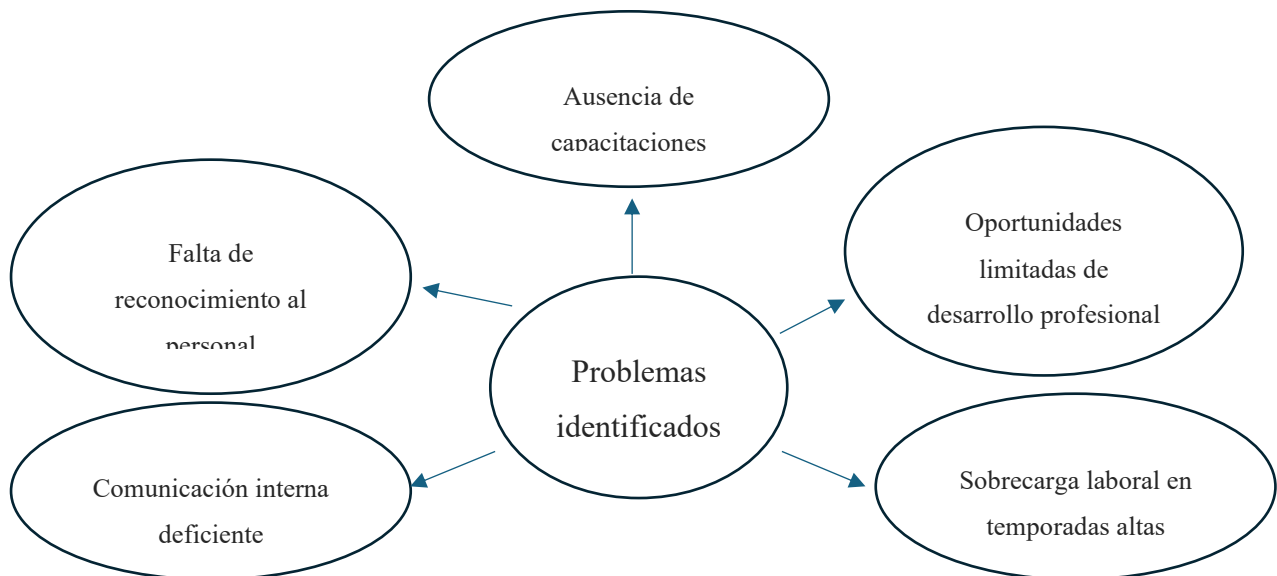 Ausencia de
capacitaciones
Oportunidades
limitadas de
desarrollo profesional
Falta de
reconocimiento al
personal
Problemas
identificados
Comunicación interna
deficiente
Sobrecarga laboral en
temporadas altas